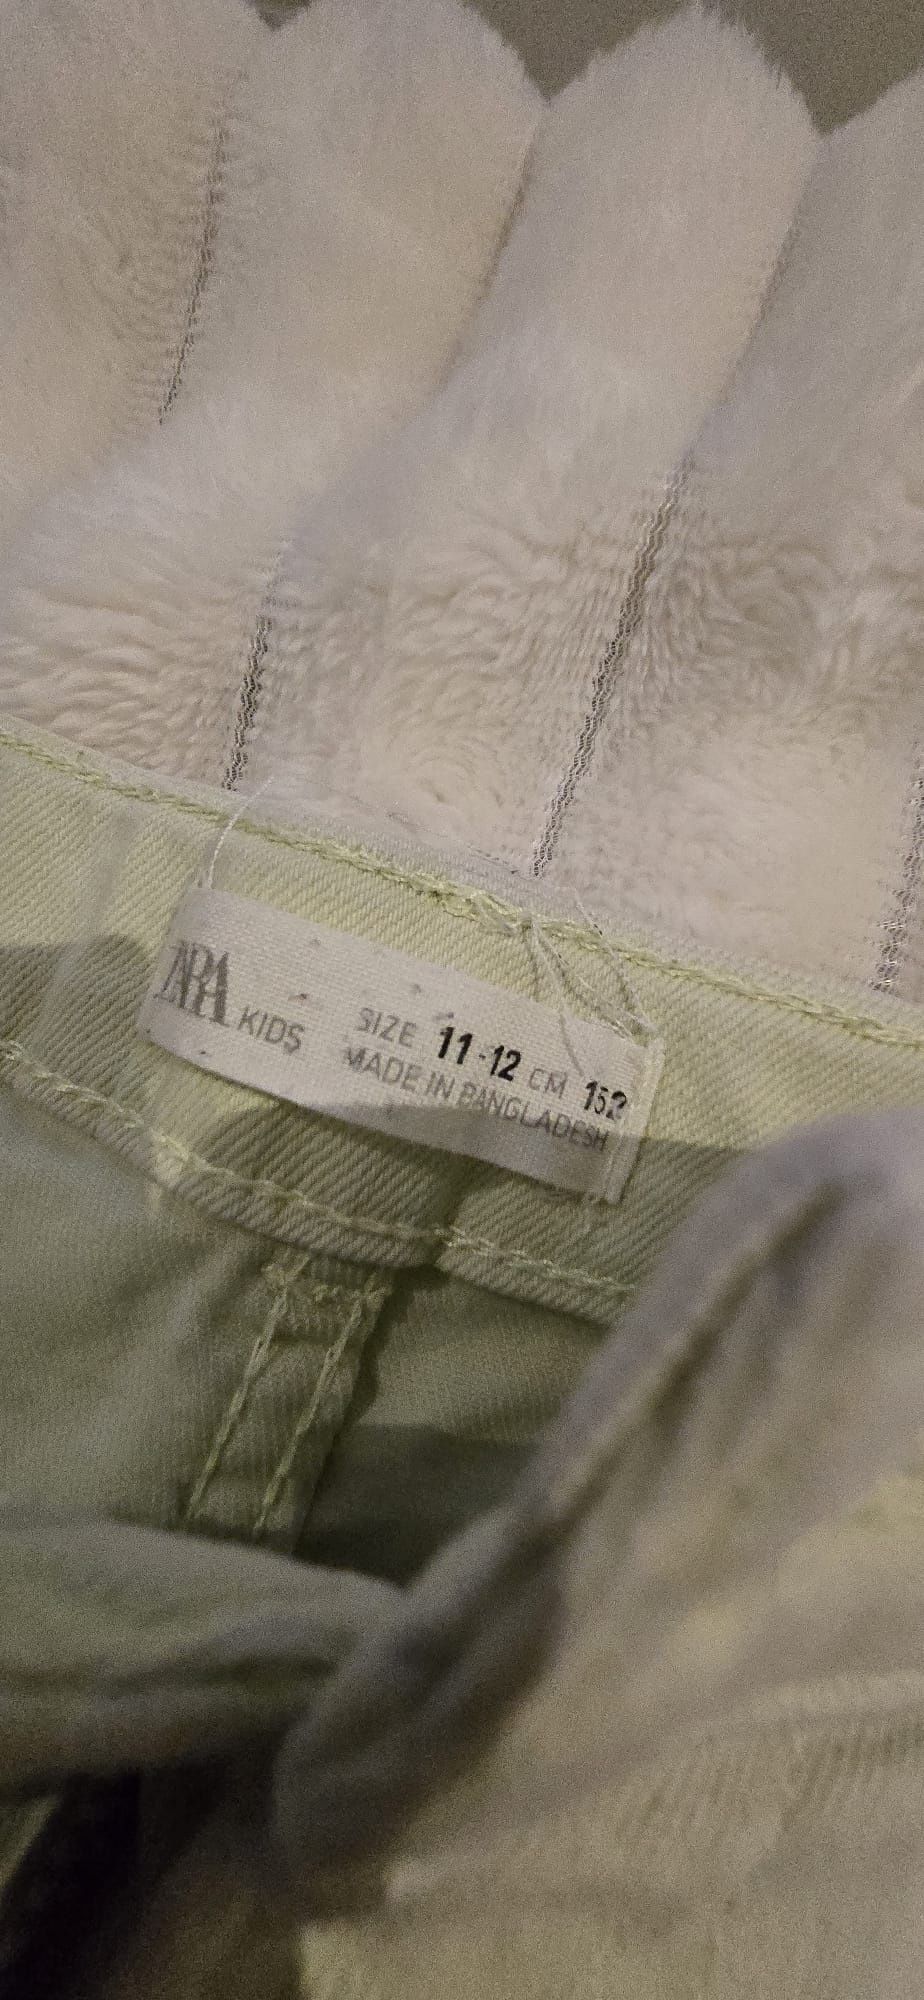 ZARA KIDS
SIZE 11-12 CM 152
MADE IN BANGLADESH